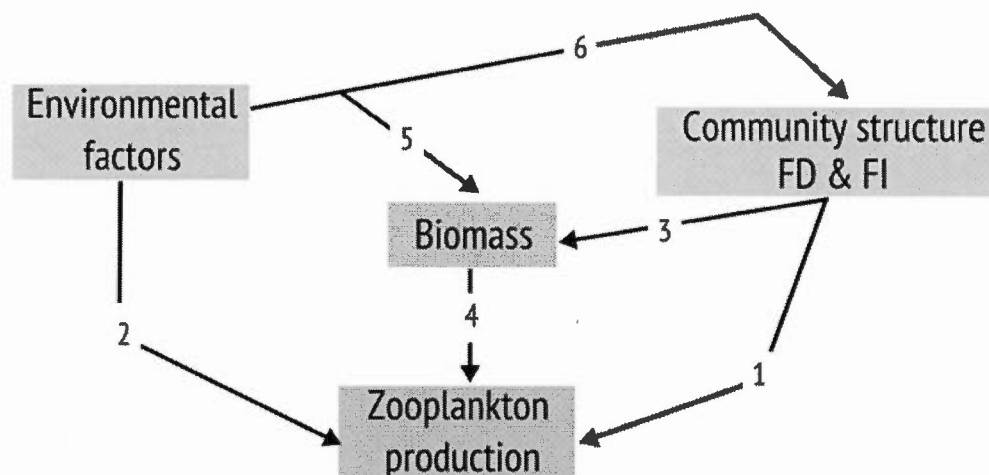 6
Environmental
factors
Community structure
FD & FI
5
Biomass
3
4
2
1
Zooplankton
production